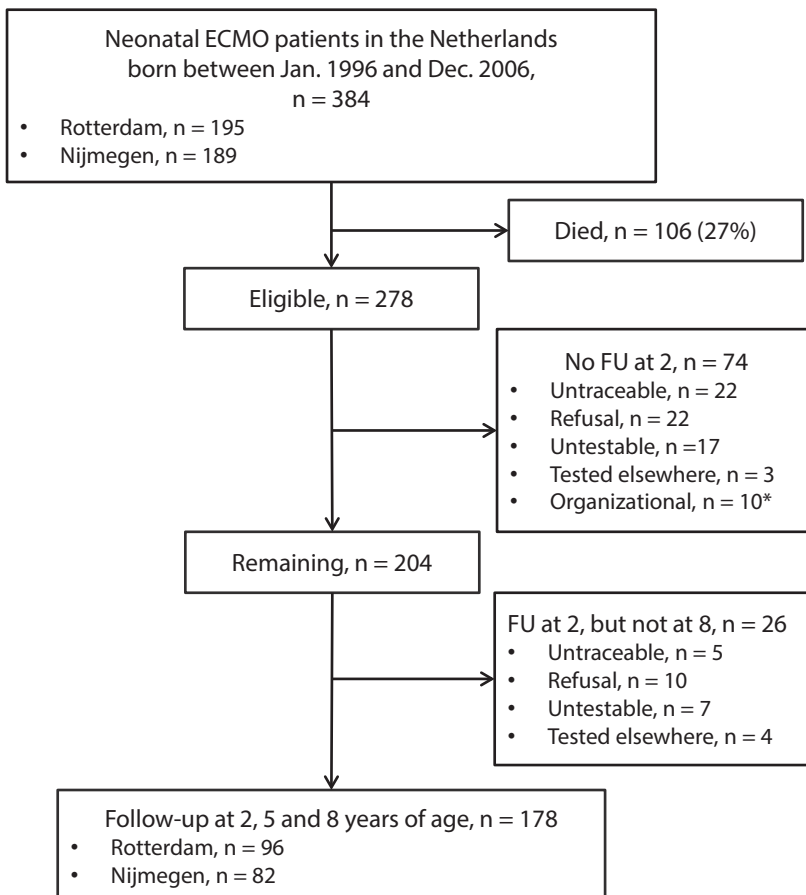 Neonatal ECMO patients in the Netherlands
born between Jan. 1996 and Dec. 2006,
n = 384
• Rotterdam, n = 195
• Nijmegen, n = 189
Died, n = 106 (27%)
Eligible, n = 278
No FU at 2, n = 74
• Untraceable, n = 22
• Refusal, n = 22
• Untestable, n =17
• Tested elsewhere, n = 3
• Organizational, n = 10*
Remaining, n = 204
FU at 2, but not at 8, n = 26
• Untraceable, n = 5
• Refusal, n = 10
• Untestable, n = 7
• Tested elsewhere, n = 4
Follow-up at 2, 5 and 8 years of age, n = 178
• Rotterdam, n = 96
• Nijmegen, n = 82